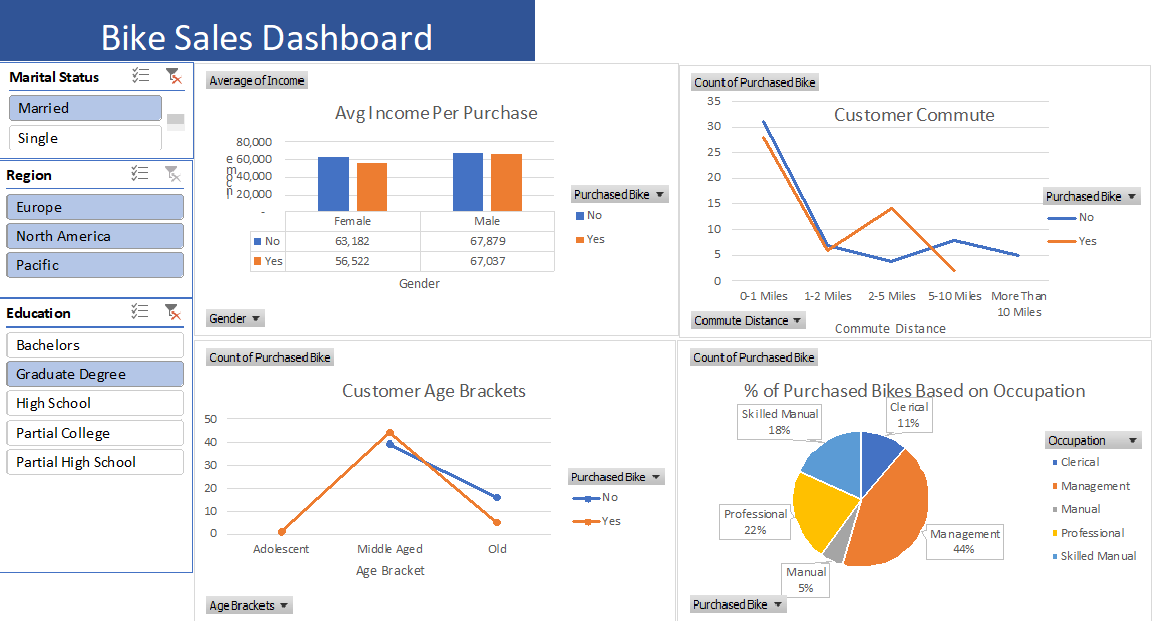 Bike Sales Dashboard
Marital Status
Married
Single
Region
Europe
North America
Pacific
Education
Bachelors
Graduate Degree
High School
Partial College
Partial High School
Average of Income
Avg Income Per Purchase
80,000
60,000
40,000
20,000
-
Income
Female Male
No 63,182 67,879
Yes 56,522 67,037
Gender
Purchased Bike
No
Yes
Gender
Count of Purchased Bike
Customer Commute
35
30
25
20
15
10
5
0
0-1 Miles 1-2 Miles 2-5 Miles 5-10 Miles More Than
10 Miles
Commute Distance
Purchased Bike
No
Yes
Commute Distance
Count of Purchased Bike
Customer Age Brackets
50
40
30
20
10
0
Adolescent Middle Aged Old
Age Bracket
Purchased Bike
No
Yes
Age Brackets
Count of Purchased Bike
% of Purchased Bikes Based on Occupation
Clerical
11%
Skilled Manual
18%
Professional
22%
Management
44%
Manual
5%
Occupation
Clerical
Management
Manual
Professional
Skilled Manual
Purchased Bike